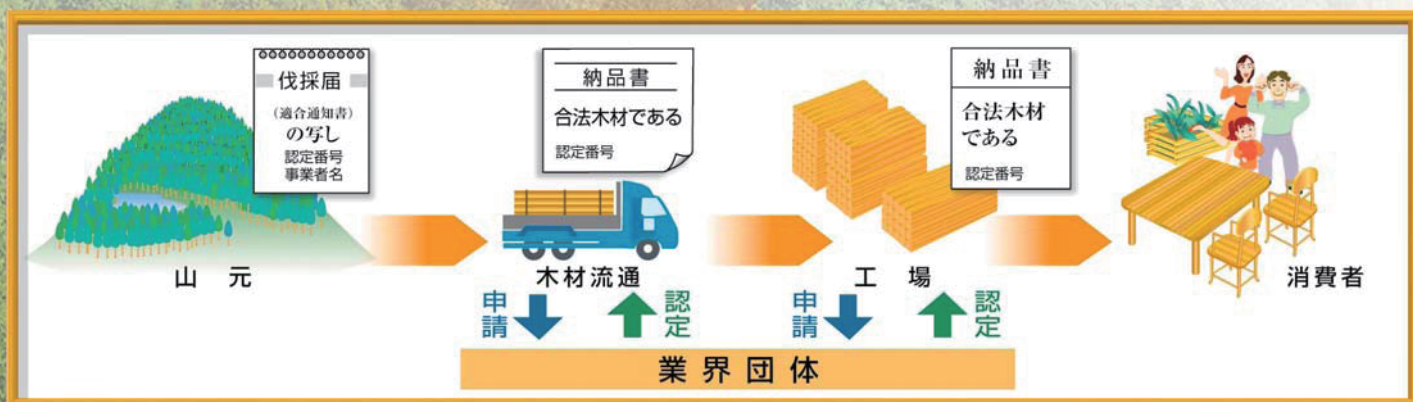 伐採届
（適合通知書）
の写し
認定番号
事業者名
納品書
合法木材である
認定番号
納品書
合法木材
である
認定番号
山元
木材流通
工場
消費者
申請
認定
申請
認定
業界団体